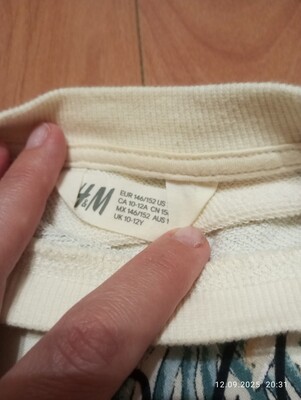 H&M
EUR 146/152 US
CA 10-12A CN 15
MX 146/152 AUS 1
UK 10-12Y
12.09.2025 20:31